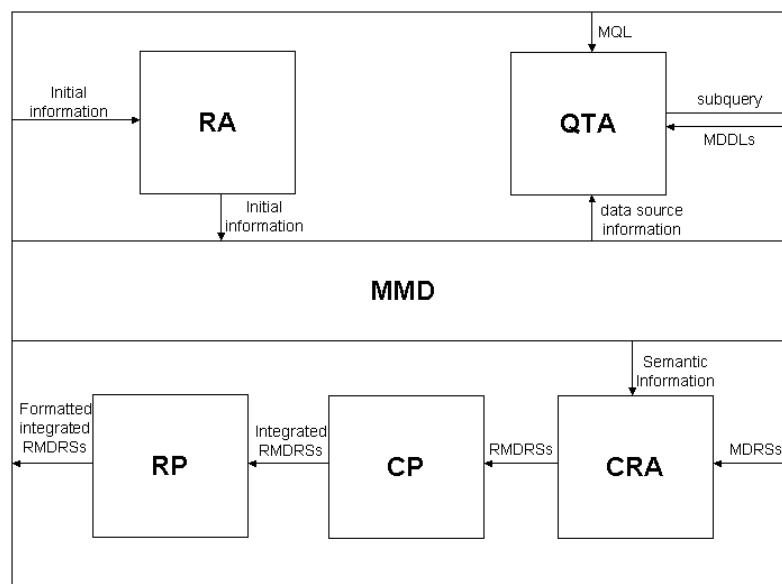 MQL
Initial
information
RA
QTA
subquery
MDDLs
Initial
information
data source
information
MMD
Semantic
Information
Formatted
integrated
RMDRSs
RP
Integrated
RMDRSs
CP
RMDRSs
CRA
MDRSs